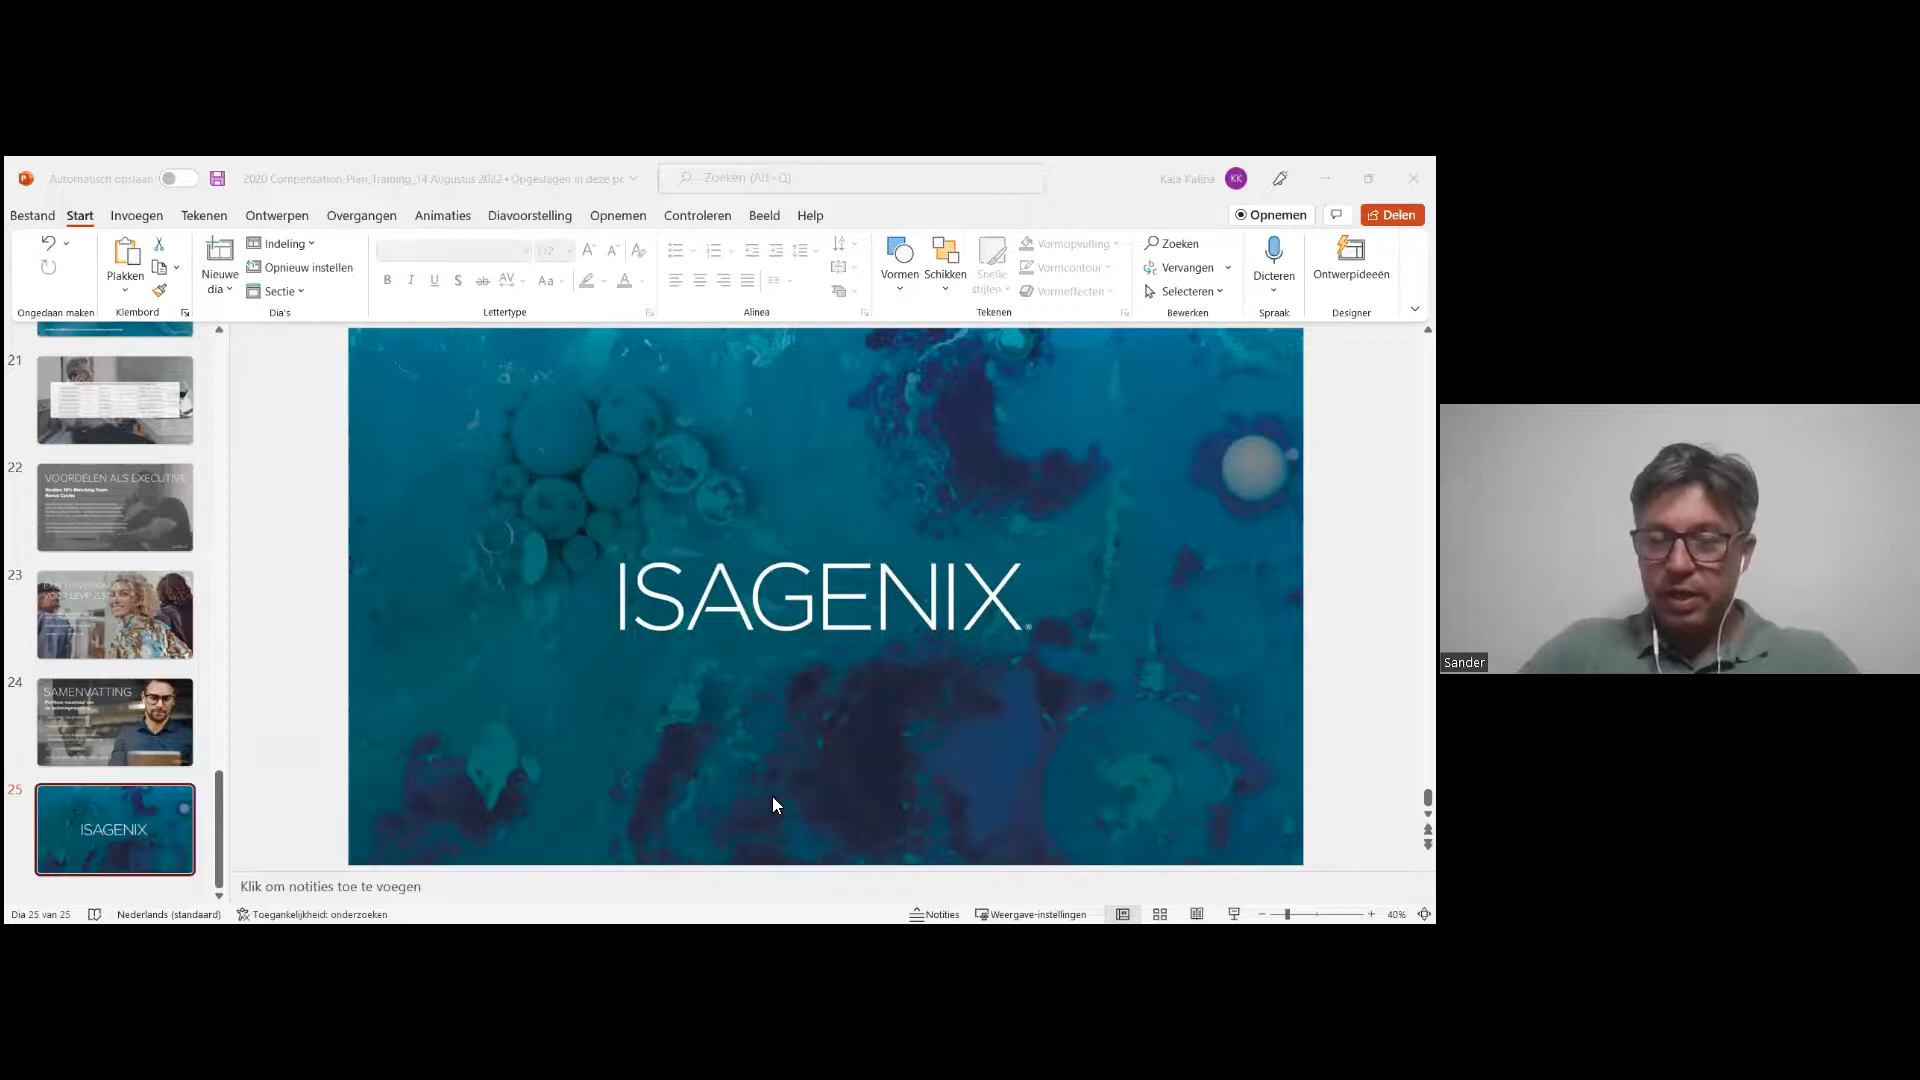 Automatisch opslaan
2020 Compensation-Plan_Training_14 Augustus 2022 • Opgeslagen in deze pc
Zoeken (Alt+Q)
Kaja Kalina
KK
Bestand Start Invoegen Tekenen Ontwerpen Overgangen Animaties Diavoorstelling Opnemen Controleren Beeld Help
Opnemen
Delen
Plakken
Nieuwe dia
Indeling
Opnieuw instellen
Sectie
12
Vormen
Schikken
Snelle stijlen
Vormopvulling
Vormcontour
Vormeffecten
Zoeken
Vervangen
Selecteren
Dicteren
Ontwerpideeën
Ongedaan maken
Klembord
Dia's
Lettertype
Alinea
Tekenen
Bewerken
Spraak
Designer
21
22
VOORDELEN ALS EXECUTIVE
23
VOOR LEVENSSTIJL
24
SAMENVATTING
25
ISAGENIX
ISAGENIX®
Klik om notities toe te voegen
Dia 25 van 25
Nederlands (standaard)
Toegankelijkheid: onderzoeken
Notities
Weergave-instellingen
40%
Sander